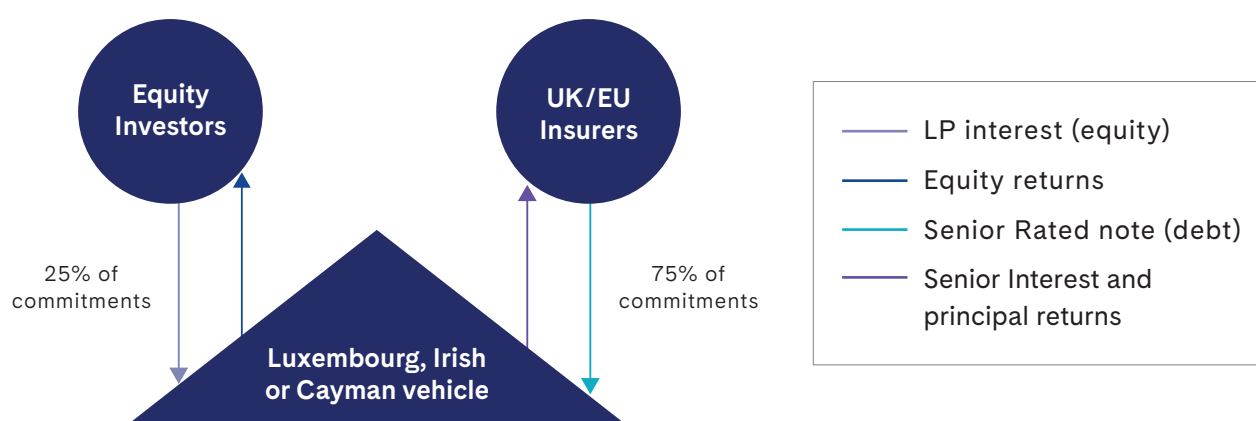 Equity
Investors
UK/EU
Insurers
25% of
commitments
75% of
commitments
Luxembourg, Irish
or Cayman vehicle
LP interest (equity)
Equity returns
Senior Rated note (debt)
Senior Interest and
principal returns